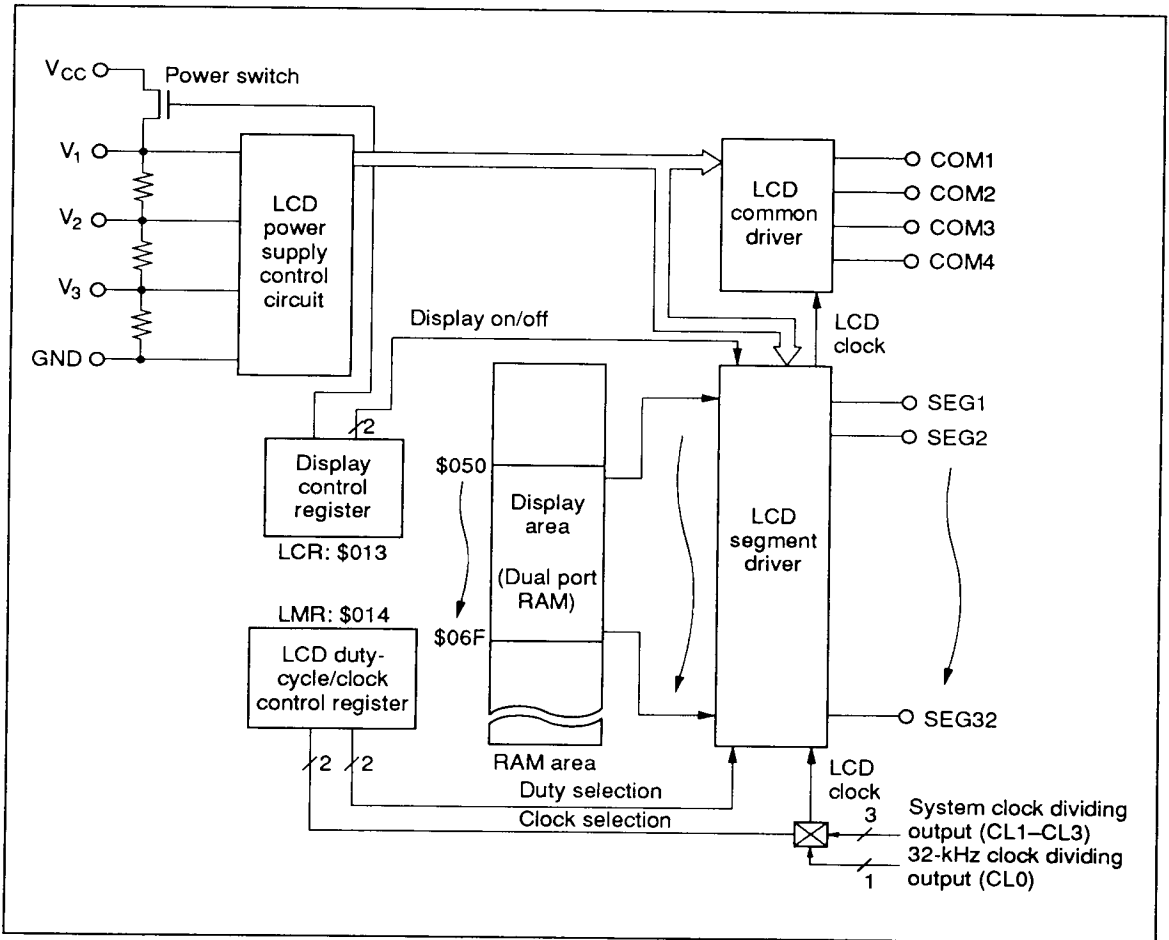 VCC
Power switch
V1
V2
V3
GND
LCD
power
supply
control
circuit
LCD
common
driver
COM1
COM2
COM3
COM4
LCD
clock
Display on/off
2
Display
control
register
LCR: $013
LMR: $014
LCD duty-
cycle/clock
control register
2
2
$050
Display
area
(Dual port
RAM)
$06F
RAM area
LCD
segment
driver
SEG1
SEG2
SEG32
Duty selection
Clock selection
LCD
clock
3
System clock dividing
output (CL1–CL3)
32-kHz clock dividing
output (CL0)
1